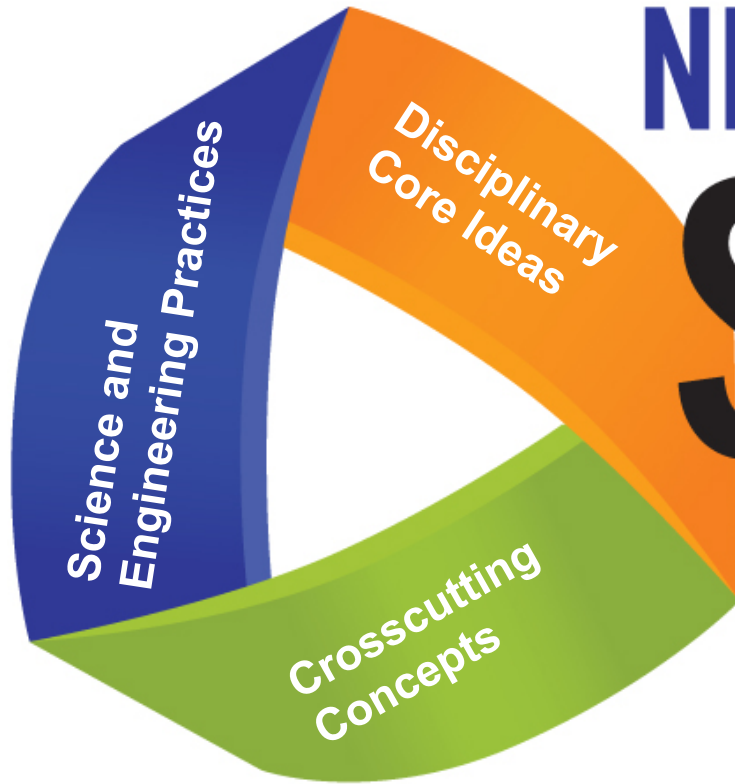 Science and
Engineering Practices
Disciplinary
Core Ideas
Crosscutting
Concepts